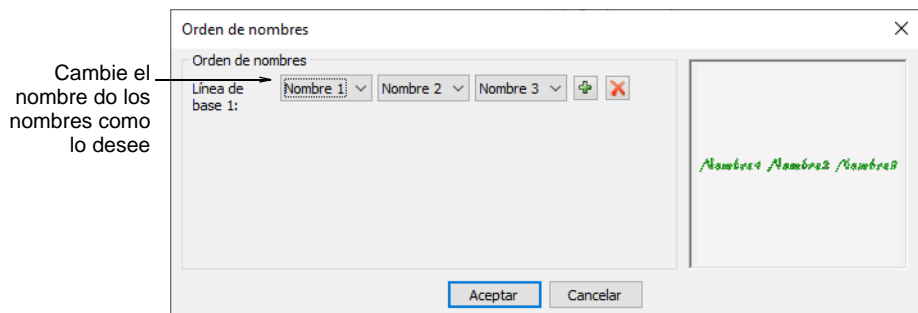 Orden de nombres
Orden de nombres
Cambie el
nombre do los
nombres como
lo desee
Línea de
base 1:
Nombre 1 Nombre 2 Nombre 3
Nombre1 Nombre2 Nombre3
Aceptar Cancelar